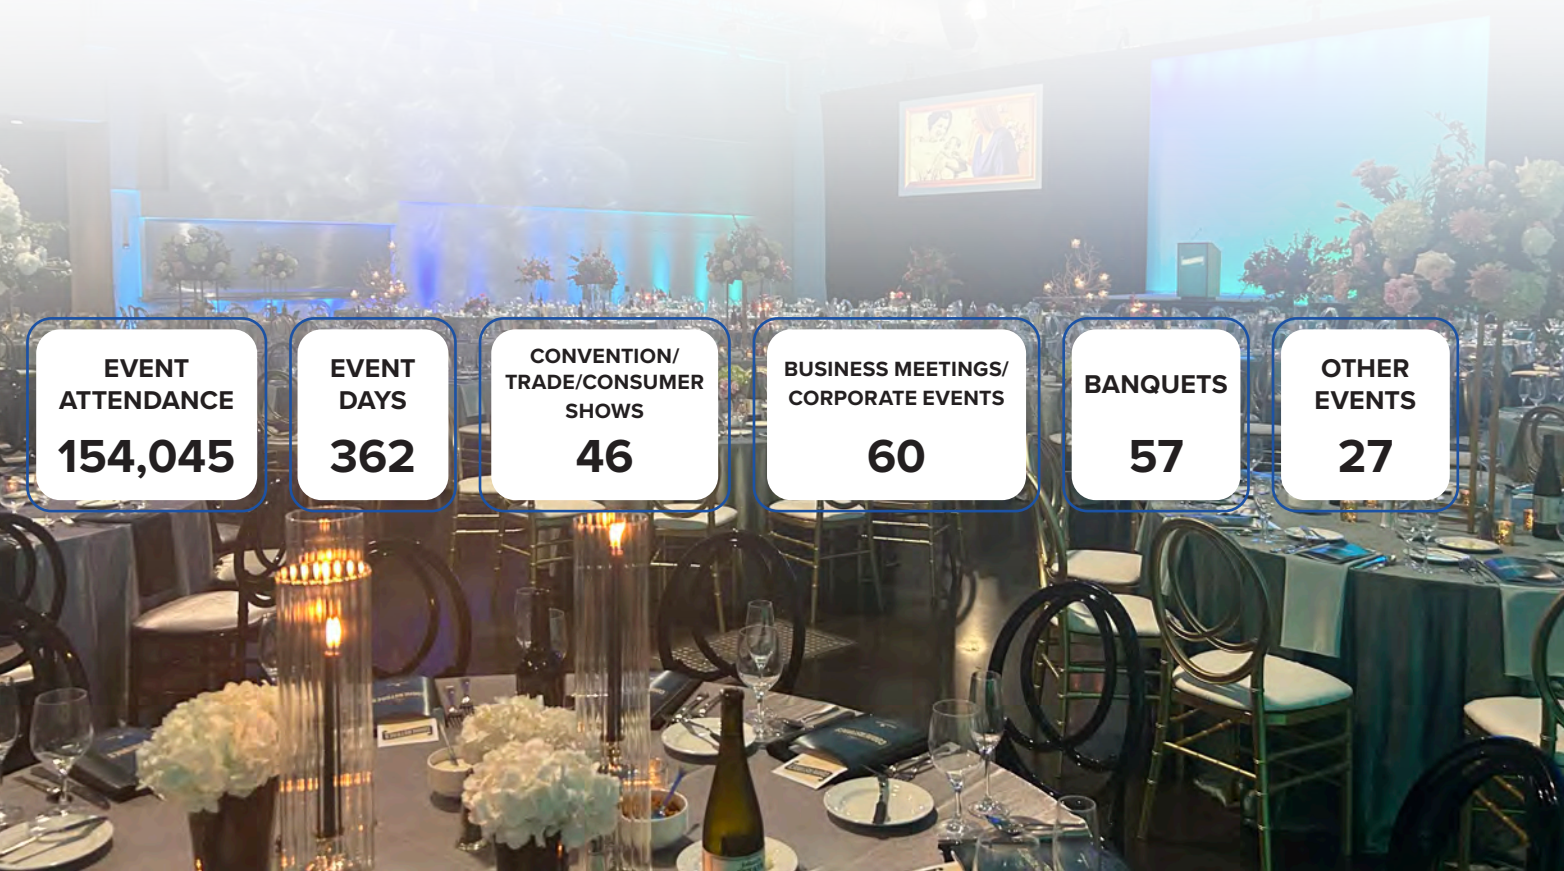 EVENT
ATTENDANCE
154,045
EVENT
DAYS
362
CONVENTION/
TRADE/CONSUMER
SHOWS
46
BUSINESS MEETINGS/
CORPORATE EVENTS
60
BANQUETS
57
OTHER
EVENTS
27